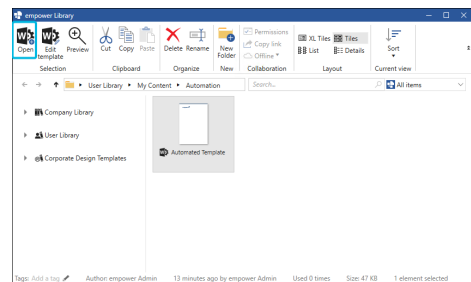 empower Library
Open
Edit template
Preview
Cut
Copy
Paste
Delete
Rename
New Folder
Permissions
Copy link
Offline
XL Tiles
Tiles
List
Details
Sort
Selection
Clipboard
Organize
New
Collaboration
Layout
Current view
User Library
My Content
Automation
Search...
All items
Company Library
User Library
Corporate Design Templates
Automated Template
Tags: Add a tag
Author: empower Admin
13 minutes ago by empower Admin
Used 0 times
Size: 47 KB
1 element selected